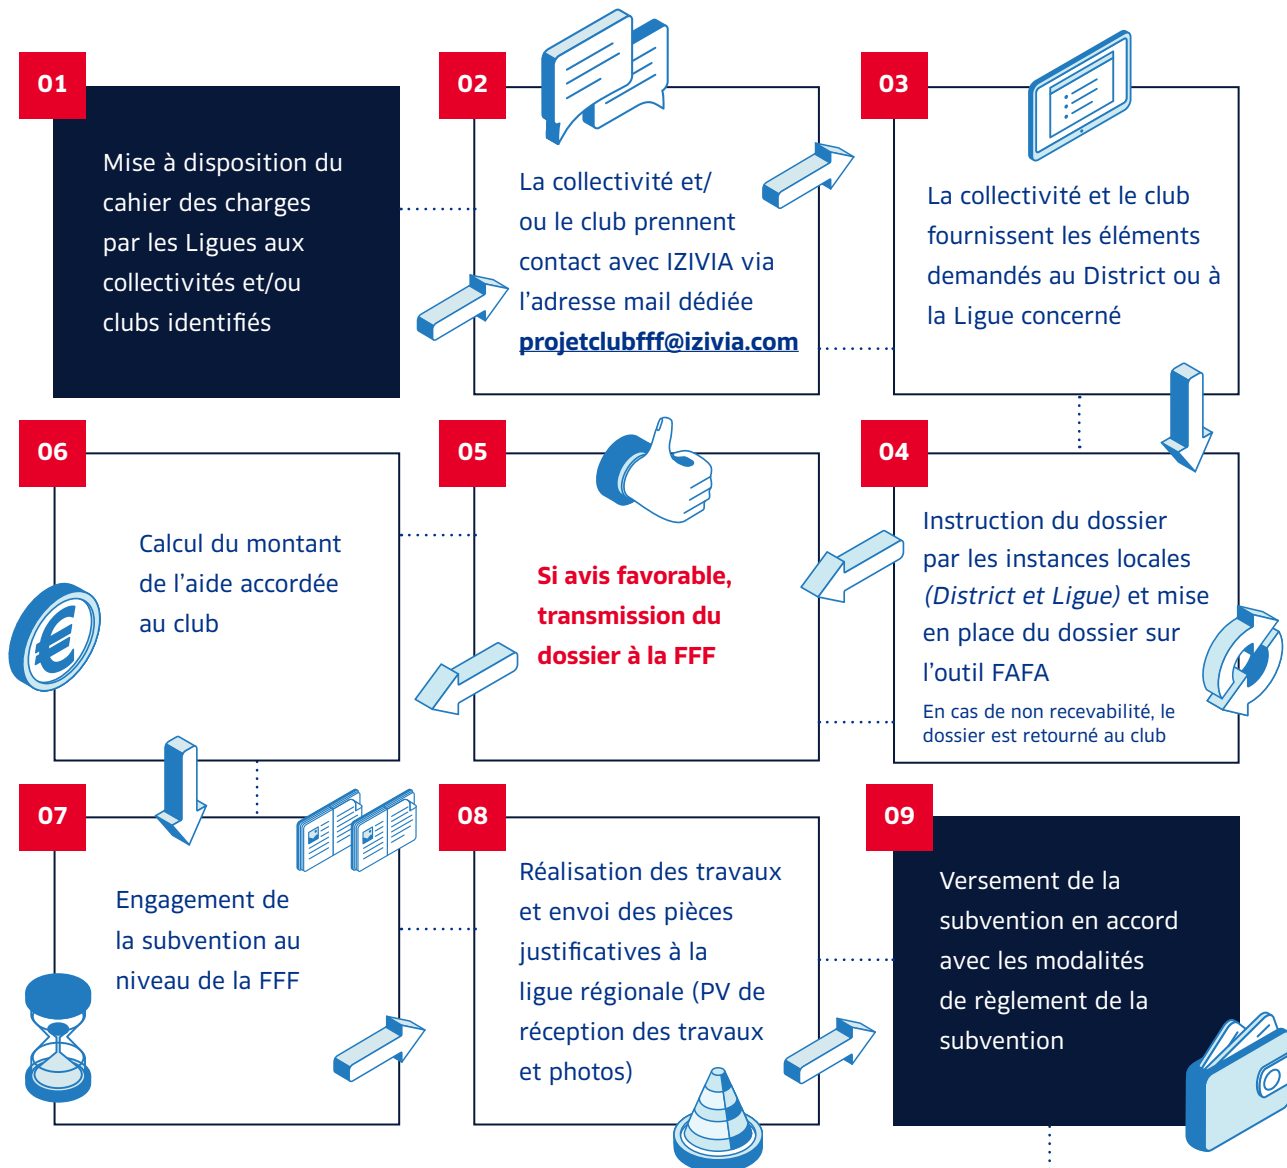 01
Mise à disposition du
cahier des charges
par les Ligues aux
collectivités et/ou
clubs identifiés
02
La collectivité et/
ou le club prennent
contact avec IZIVIA via
l'adresse mail dédiée
projetclubfff@izivia.com
03
La collectivité et le club
fournissent les éléments
demandés au District ou à
la Ligue concerné
04
Instruction du dossier
par les instances locales
(District et Ligue) et mise
en place du dossier sur
l'outil FAFA
En cas de non recevabilité, le
dossier est retourné au club
05
Si avis favorable,
transmission du
dossier à la FFF
06
Calcul du montant
de l'aide accordée
au club
07
Engagement de
la subvention au
niveau de la FFF
08
Réalisation des travaux
et envoi des pièces
justificatives à la
ligue régionale (PV de
réception des travaux
et photos)
09
Versement de la
subvention en accord
avec les modalités
de règlement de la
subvention